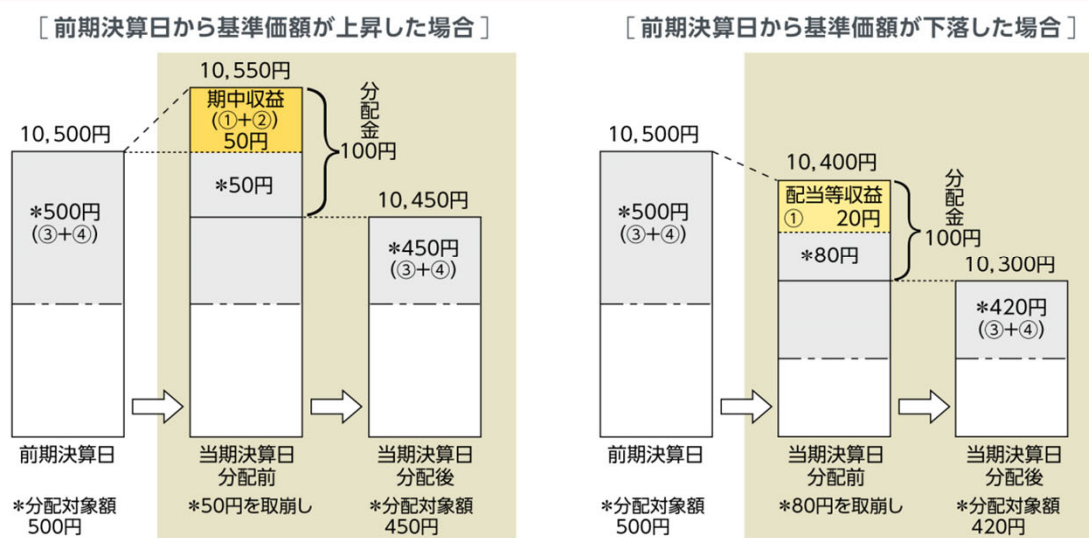 [前期決算日から基準価額が上昇した場合]
10,550円
期中収益
(①+②)
50円
分配金
100円
10,500円
*500円
(③+④)
*50円
10,450円
*450円
(③+④)
前期決算日
当期決算日
分配前
当期決算日
分配後
*分配対象額
500円
*50円を取崩し
*分配対象額
450円
[前期決算日から基準価額が下落した場合]
10,500円
*500円
(③+④)
10,400円
配当等収益
① 20円
分配金
100円
*80円
10,300円
*420円
(③+④)
前期決算日
当期決算日
分配前
当期決算日
分配後
*分配対象額
500円
*80円を取崩し
*分配対象額
420円